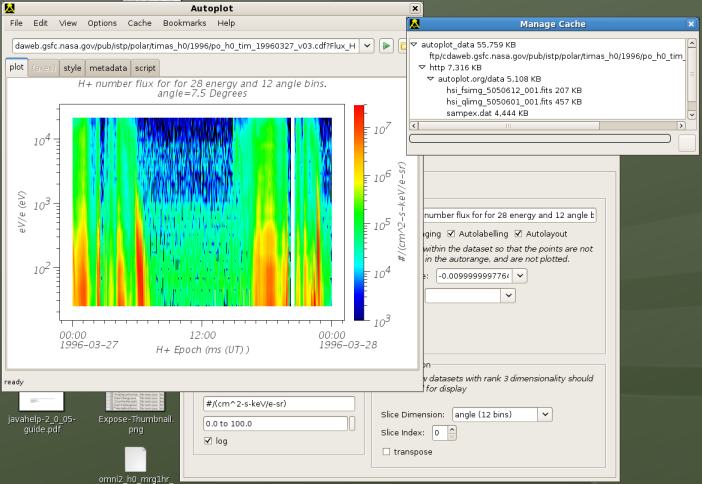 Autoplot
File Edit View Options Cache Bookmarks Help
daweb.gsfc.nasa.gov/pub/istp/polar/timas_h0/1996/po_h0_tim_19960327_v03.cdf?Flux_H
plot (axes) style metadata script
H+ number flux for for 28 energy and 12 angle bins.
angle=7.5 Degrees
10^4
10^3
10^2
eV/e (eV)
00:00
1996-03-27
12:00
00:00
1996-03-28
H+ Epoch (ms (UT) )
10^7
10^6
10^5
10^4
10^3
#/(cm^2-s-keV/e-sr)
ready
Manage Cache
autoplot_data 55,759 KB
ftp/cdaweb.gsfc.nasa.gov/pub/istp/polar/timas_h0/1996/po_h0_tim_
http 7,316 KB
autoplot.org/data 5,108 KB
hsi_fsimg_5050612_001.fits 207 KB
hsi_qlimg_5050601_001.fits 457 KB
sampex.dat 4,444 KB
number flux for for 28 energy and 12 angle b
ging Autolabelling Autolayout
within the dataset so that the points are not
in the autorange, and are not plotted.
e: -0.009999999776
on
datasets with rank 3 dimensionality should
for display
Slice Dimension: angle (12 bins)
Slice Index: 0
transpose
#/(cm^2-s-keV/e-sr)
0.0 to 100.0
log
javahelp-2_0_05-
guide.pdf
Expose-Thumbnail.
png
omni2_h0_mrg1hr_